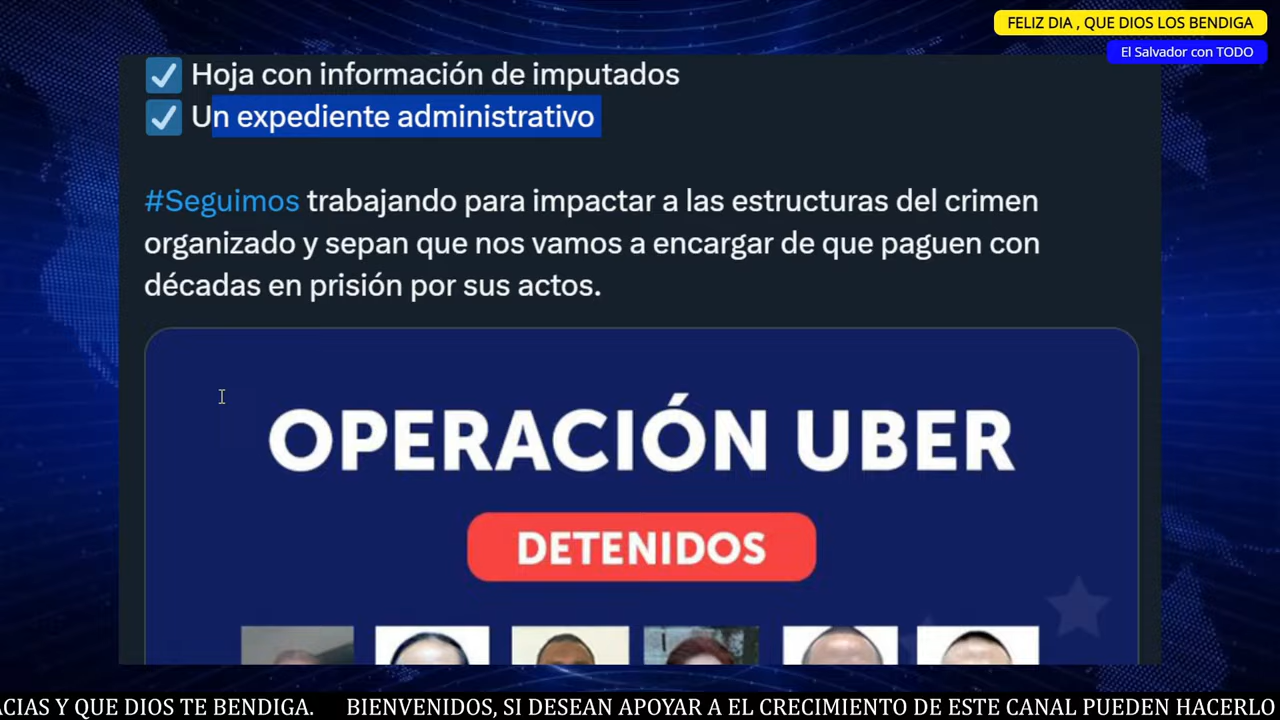 FELIZ DIA , QUE DIOS LOS BENDIGA
El Salvador con TODO
Hoja con información de imputados
Un expediente administrativo
#Seguimos trabajando para impactar a las estructuras del crimen
organizado y sepan que nos vamos a encargar de que paguen con
décadas en prisión por sus actos.
OPERACIÓN UBER
DETENIDOS
ACIAS Y QUE DIOS TE BENDIGA. BIENVENIDOS, SI DESEAN APOYAR A EL CRECIMIENTO DE ESTE CANAL PUEDEN HACERLO